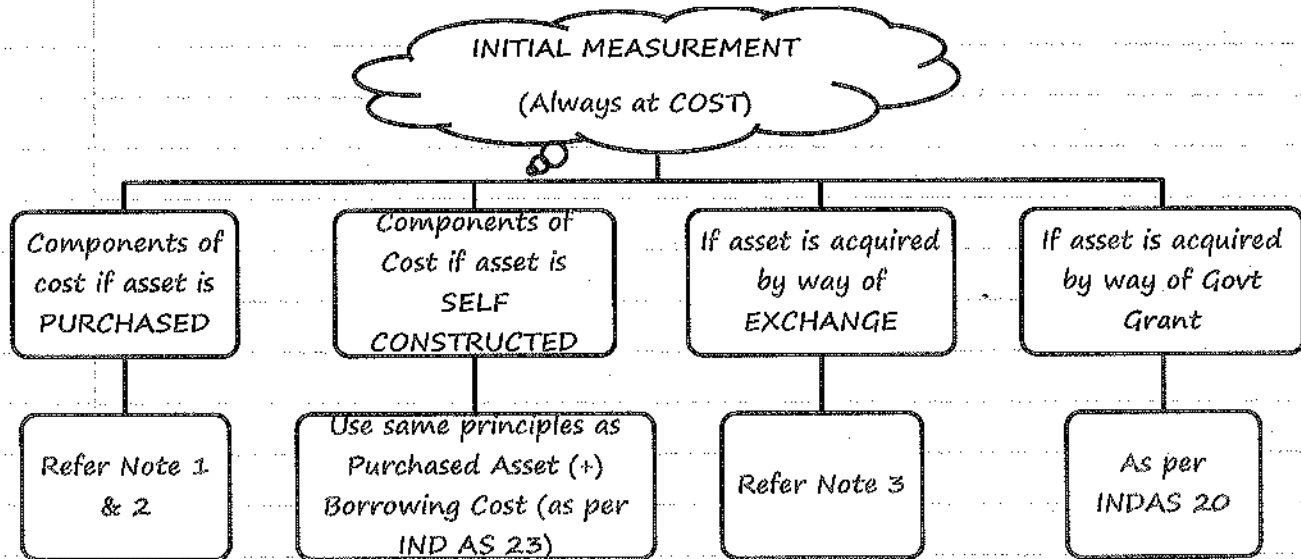 INITIAL MEASUREMENT
(Always at COST)
Components of
cost if asset is
PURCHASED
Components of
Cost if asset is
SELF
CONSTRUCTED
If asset is acquired
by way of
EXCHANGE
If asset is acquired
by way of Govt
Grant
Refer Note 1
& 2
Use same principles as
Purchased Asset (+)
Borrowing Cost (as per
IND AS 23)
Refer Note 3
As per
INDAS 20